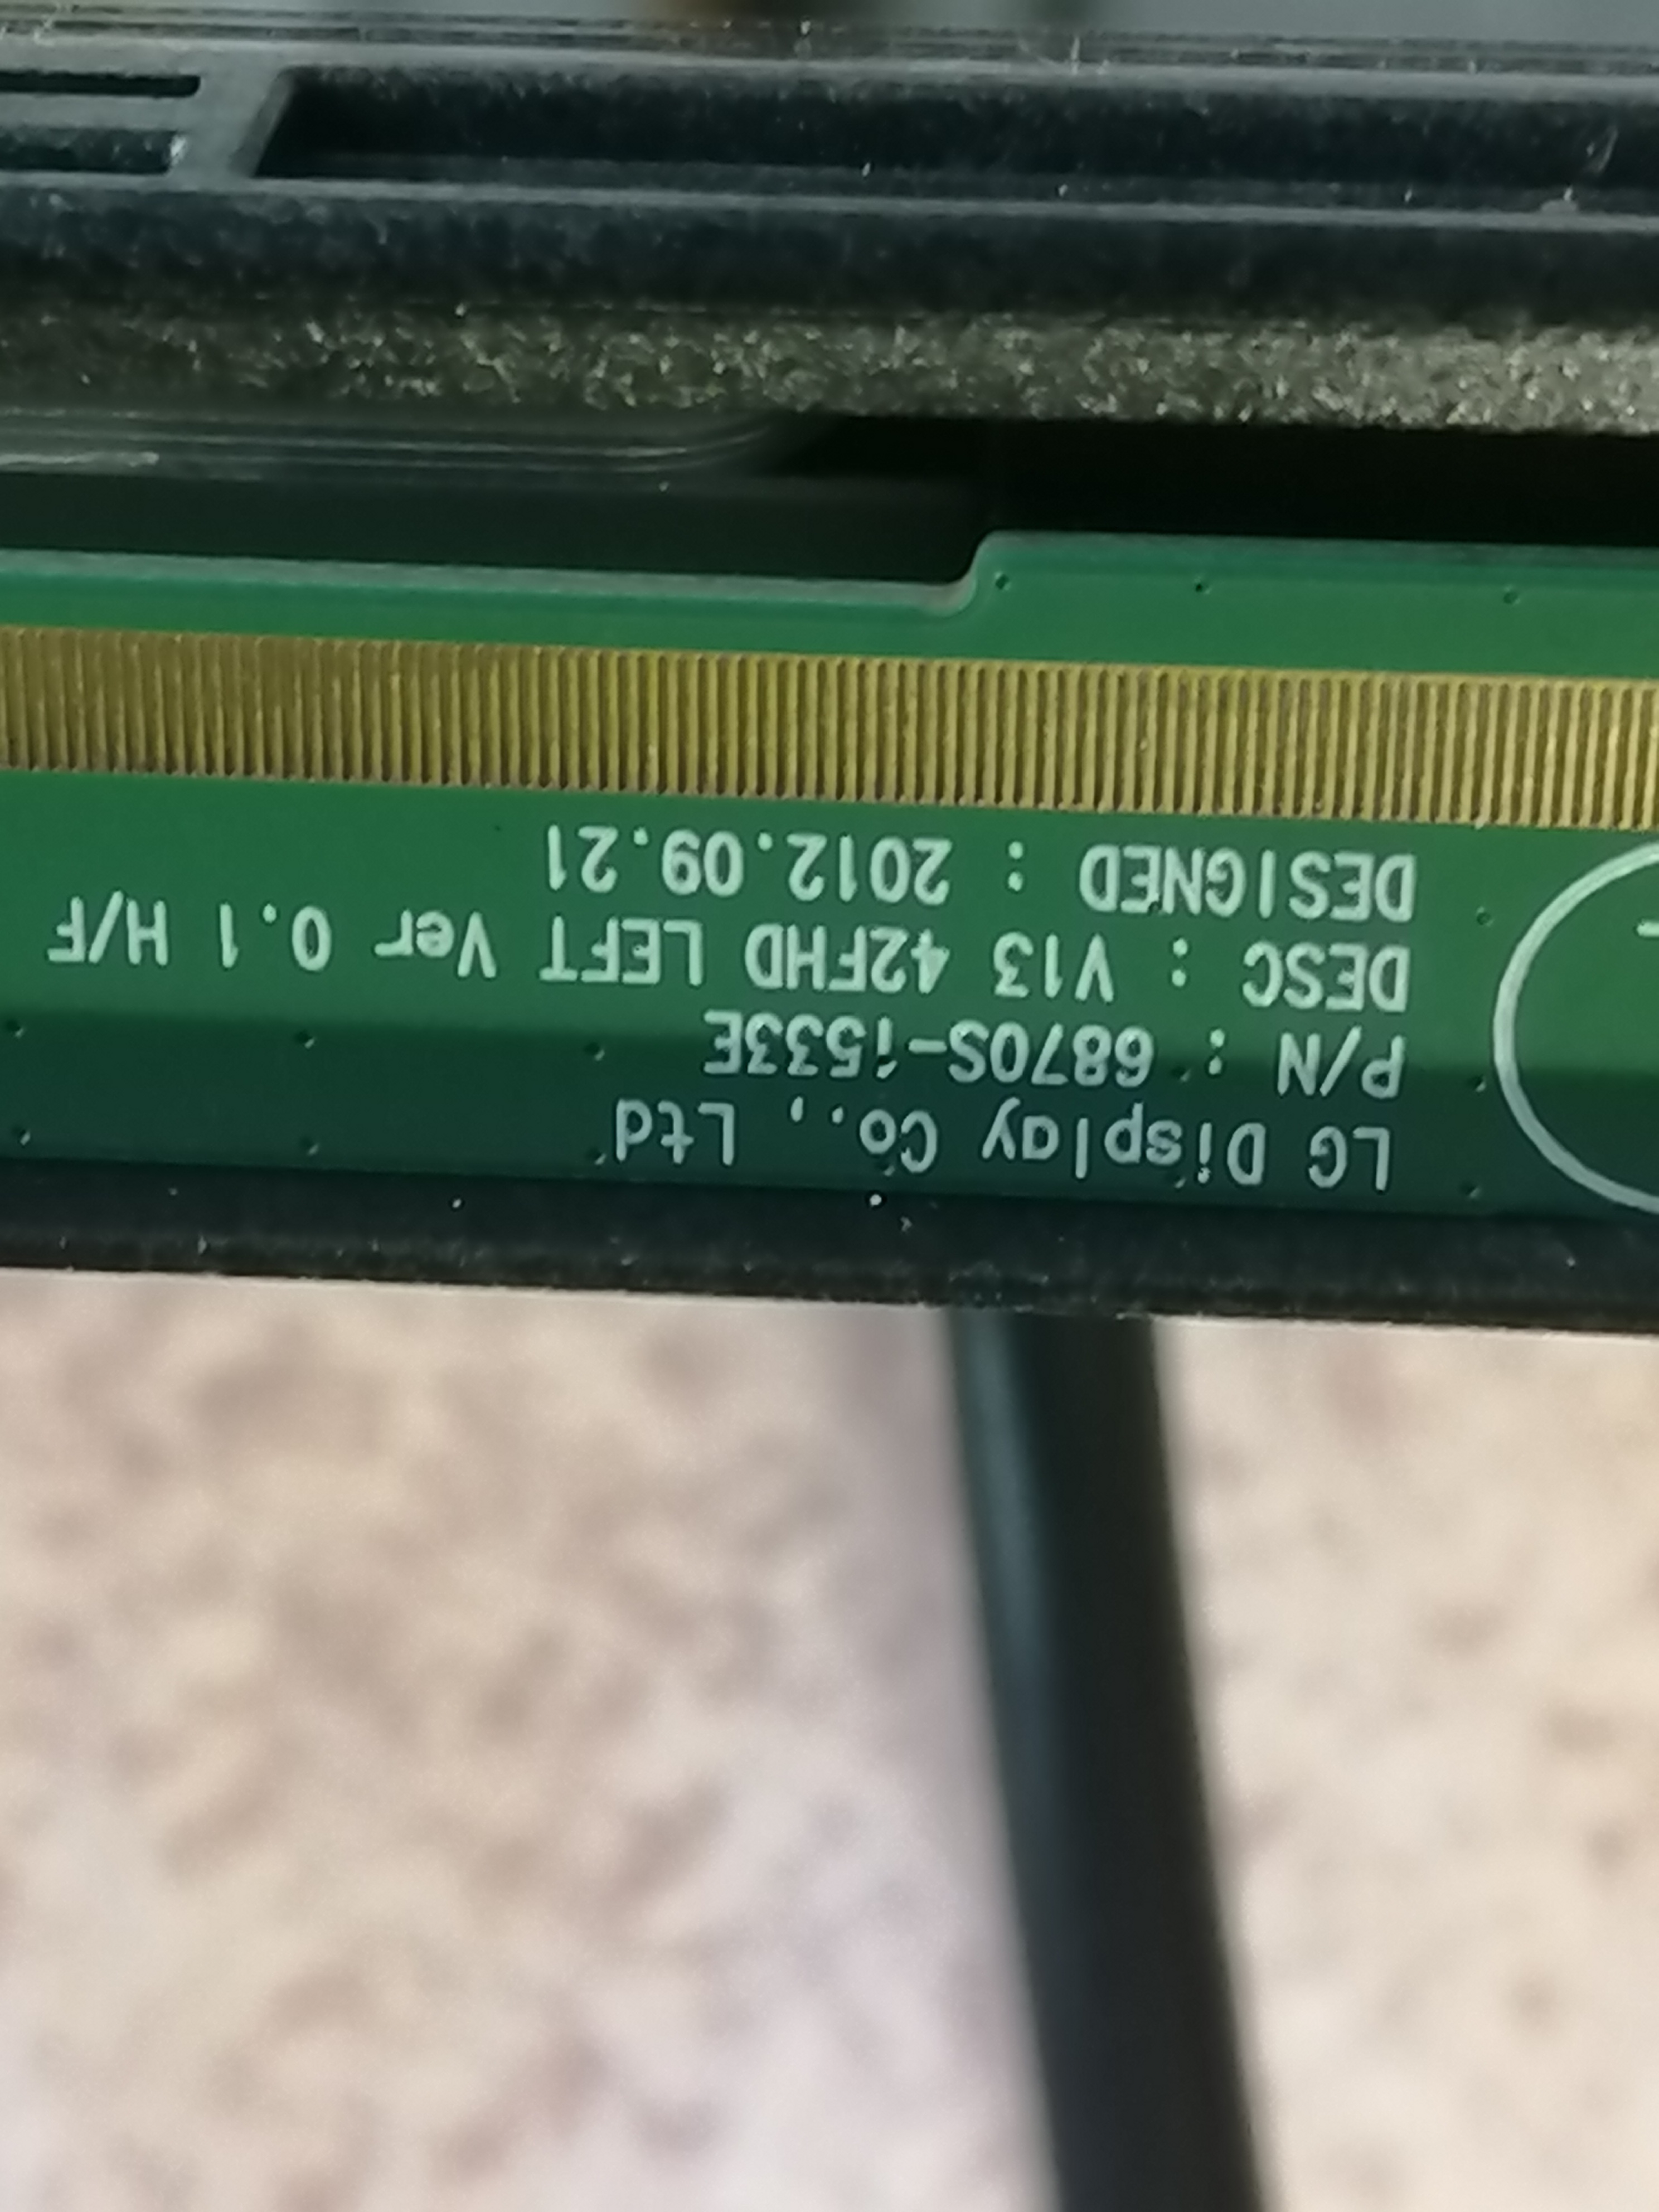 LG Display Co., Ltd
P/N : 6870S-1533E
DESC : V13 42FHD LEFT Ver 0.1 H/F
DESIGNED : 2012.09.21